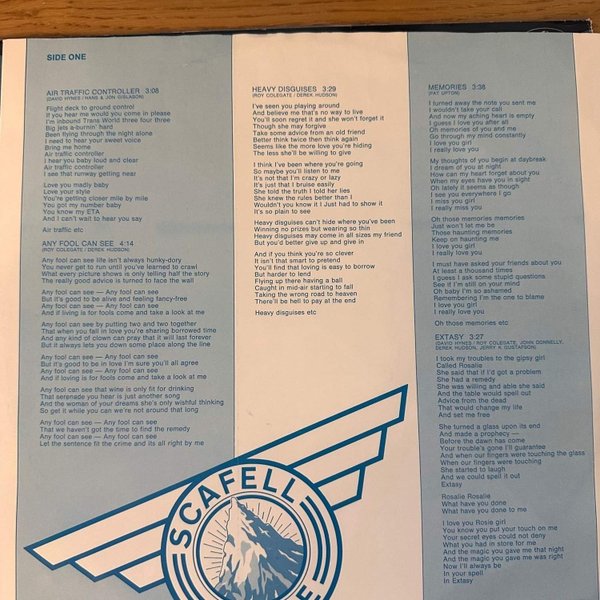 SIDE ONE
AIR TRAFFIC CONTROLLER 3:08
(DAVID HYNES / HANS & JON GISLASON)
Flight deck to ground control
If you hear me would you come in please
I'm inbound Trans World three four three
Big jets a-burnin' hard
Been flying through the night alone
I need to hear your sweet voice
Bring me home
Air traffic controller
I hear you baby loud and clear
Air traffic controller
I see that runway getting near
Love you madly baby
Love your style
You're getting closer mile by mile
You got my number baby
You know my ETA
And I can't wait to hear you say
Air traffic etc
ANY FOOL CAN SEE 4:14
(ROY COLEGATE / DEREK HUDSON)
Any fool can see life isn't always hunky-dory
You never get to run until you've learned to crawl
What every picture shows is only telling half the story
The really good advice is turned to face the wall
Any fool can see — Any fool can see
But it's good to be alive and feeling fancy-free
Any fool can see — Any fool can see
And if living is for fools come and take a look at me
Any fool can see by putting two and two together
That when you fall in love you're sharing borrowed time
And any kind of clown can pray that it will last forever
But it always lets you down come place along the line
Any fool can see — Any fool can see
But it's good to be in love I'm sure you'll all agree
Any fool can see — Any fool can see
And if loving is for fools come and take a look at me
Any fool can see that wine is only fit for drinking
That serenade you hear is just another song
And the woman of your dreams she's only wishful thinking
So get it while you can we're not around that long
Any fool can see — Any fool can see
That we haven't got the time to find the remedy
Any fool can see — Any fool can see
Let the sentence fit the crime and its all right by me
HEAVY DISGUISES 3:29
(ROY COLEGATE / DEREK HUDSON)
I've seen you playing around
And believe me that's no way to live
You'll soon regret it and she won't forget it
Though she may forgive
Take some advice from an old friend
Better think twice then think again
Seems like the more love you're hiding
The less she'll be willing to give
I think I've been where you're going
So maybe you'll listen to me
It's not that I'm crazy or lazy
It's just that I bruise easily
She told the truth I told her lies
She knew the rules better than I
Wouldn't you know it I just had to show it
It's so plain to see
Heavy disguises can't hide where you've been
Winning no prizes but wearing so thin
Heavy disguises may come in all sizes my friend
But you'd better give up and give in
And if you think you're so clever
It isn't that smart to pretend
You'll find that loving is easy to borrow
But harder to lend
Flying up there having a ball
Caught in mid-air starting to fall
Taking the wrong road to heaven
There'll be hell to pay at the end
Heavy disguises etc
MEMORIES 3:38
(PAT UPTON)
I turned away the note you sent me
I wouldn't take your call
And now my aching heart is empty
I guess I love you after all
Oh memories of you and me
Go through my mind constantly
I love you girl
I really love you
My thoughts of you begin at daybreak
I dream of you at night
How can my heart forget about you
When my eyes have you in sight
Oh lately it seems as though
I see you everywhere I go
I miss you girl
I really miss you
Oh those memories memories
Just won't let me be
Those haunting memories
Keep on haunting me
I love you girl
I really love you
I must have asked your friends about you
At least a thousand times
I guess I ask some stupid questions
See if I'm still on your mind
Oh baby I'm so ashamed
Remembering I'm the one to blame
I love you girl
I really love you
Oh those memories etc
EXTASY 3:27
(DAVID HYNES / ROY COLEGATE, JOHN DONNELLY,
DEREK HUDSON, JERRY K GUSTAFSON)
I took my troubles to the gipsy girl
Called Rosalie
She said that if I'd got a problem
She had a remedy
She was willing and able she said
And the table would spell out
Advice from the dead
That would change my life
And set me free
She turned a glass upon its end
And made a prophecy —
Before the dawn has come
Your trouble's gone I'll guarantee
And when our fingers were touching the glass
When our fingers were touching
She started to laugh
And we could spell it out
Extasy
Rosalie Rosalie
What have you done
What have you done to me
I love you Rosie girl
You know you put your touch on me
Your secret eyes could not deny
What you had in store for me
And the magic you gave me that night
And the magic you gave me was right
Now I'll always be
In your spell
In Extasy
SCAFELL